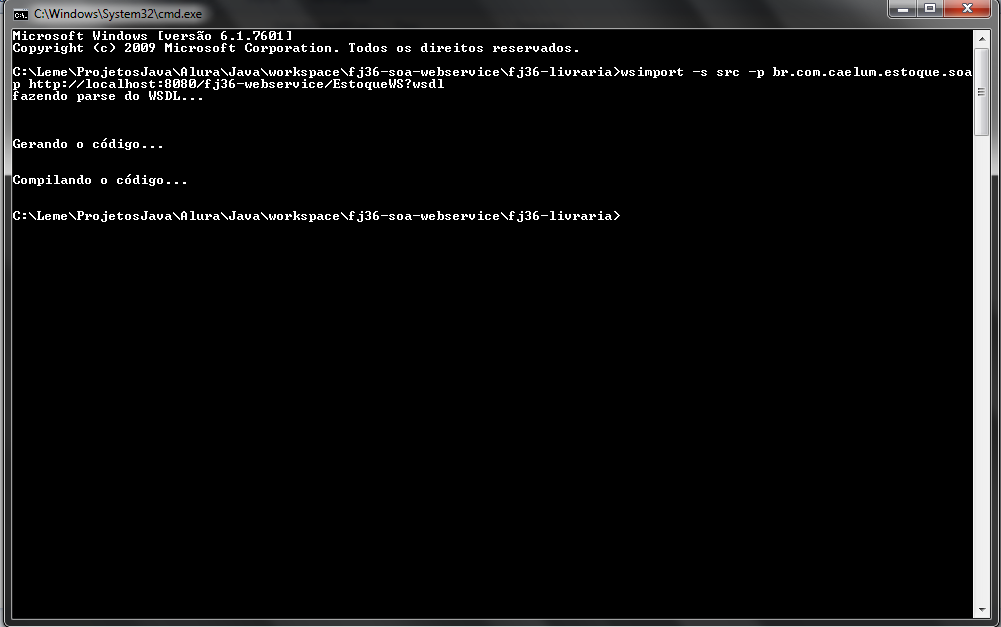 C:\Windows\System32\cmd.exe
Microsoft Windows [versão 6.1.7601]
Copyright (c) 2009 Microsoft Corporation. Todos os direitos reservados.
C:\Leme\ProjetosJava\Alura\Java\workspace\fj36-soa-webservice\fj36-livraria>wsimport -s src -p br.com.caelum.estoque.soa
p http://localhost:8080/fj36-webservice/EstoqueWS?wsdl
fazendo parse do WSDL...
Gerando o código...
Compilando o código...
C:\Leme\ProjetosJava\Alura\Java\workspace\fj36-soa-webservice\fj36-livraria>